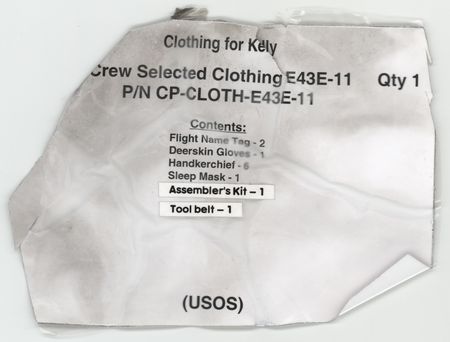 Clothing for Kely
Crew Selected Clothing E43E-11 Qty 1
P/N CP-CLOTH-E43E-11
Contents:
Flight Name Tag - 2
Deerskin Gloves - 1
Handkerchief - 6
Sleep Mask - 1
Assembler's Kit – 1
Tool belt – 1
(USOS)